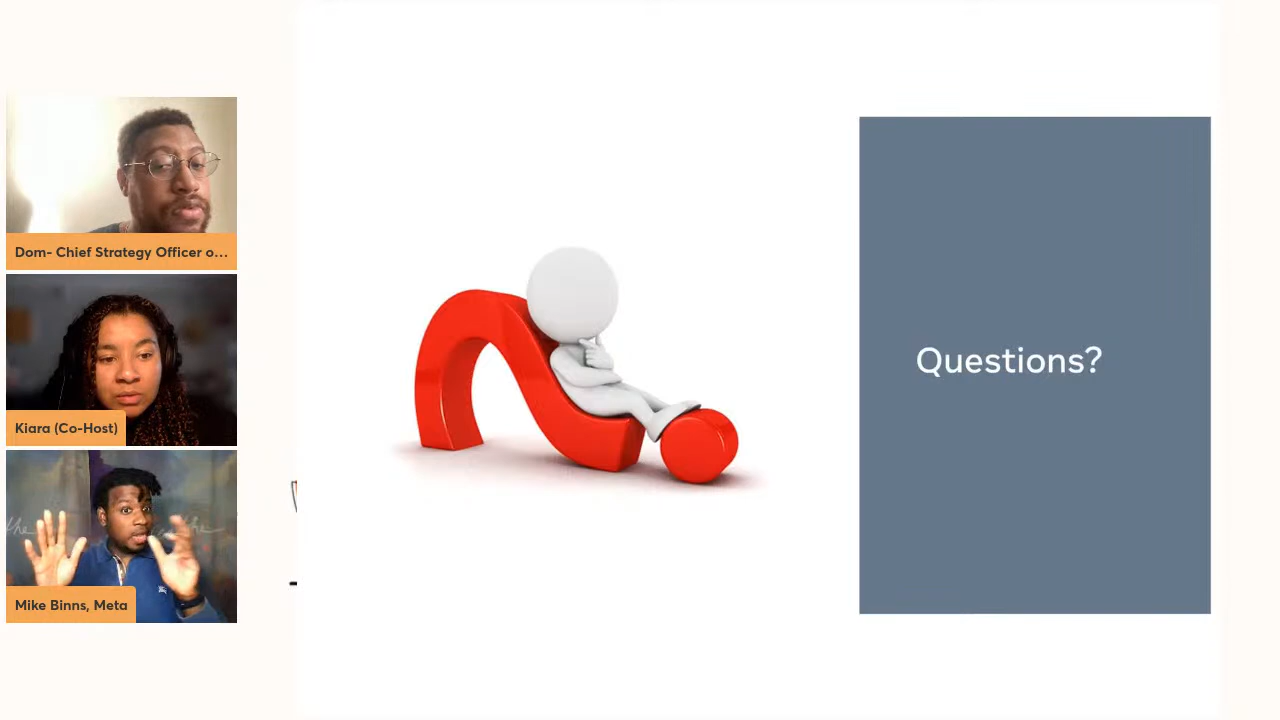 Dom- Chief Strategy Officer o...
Kiara (Co-Host)
Mike Binns, Meta
Questions?